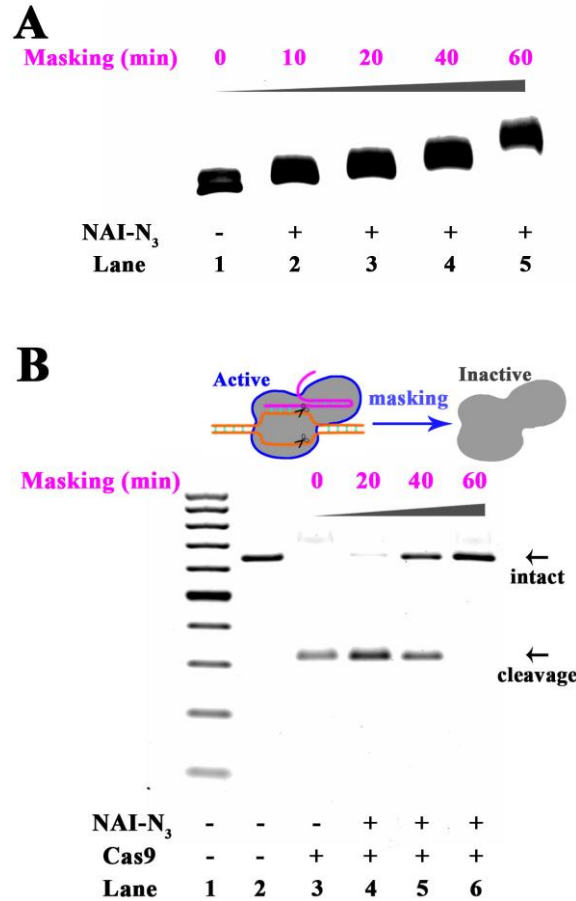 A
Masking (min) 0 10 20 40 60
NAI-N3 - + + + +
Lane 1 2 3 4 5
B
Active
masking
Inactive
Masking (min) 0 20 40 60
← intact
← cleavage
NAI-N3 - - - + + +
Cas9 - - + + + +
Lane 1 2 3 4 5 6